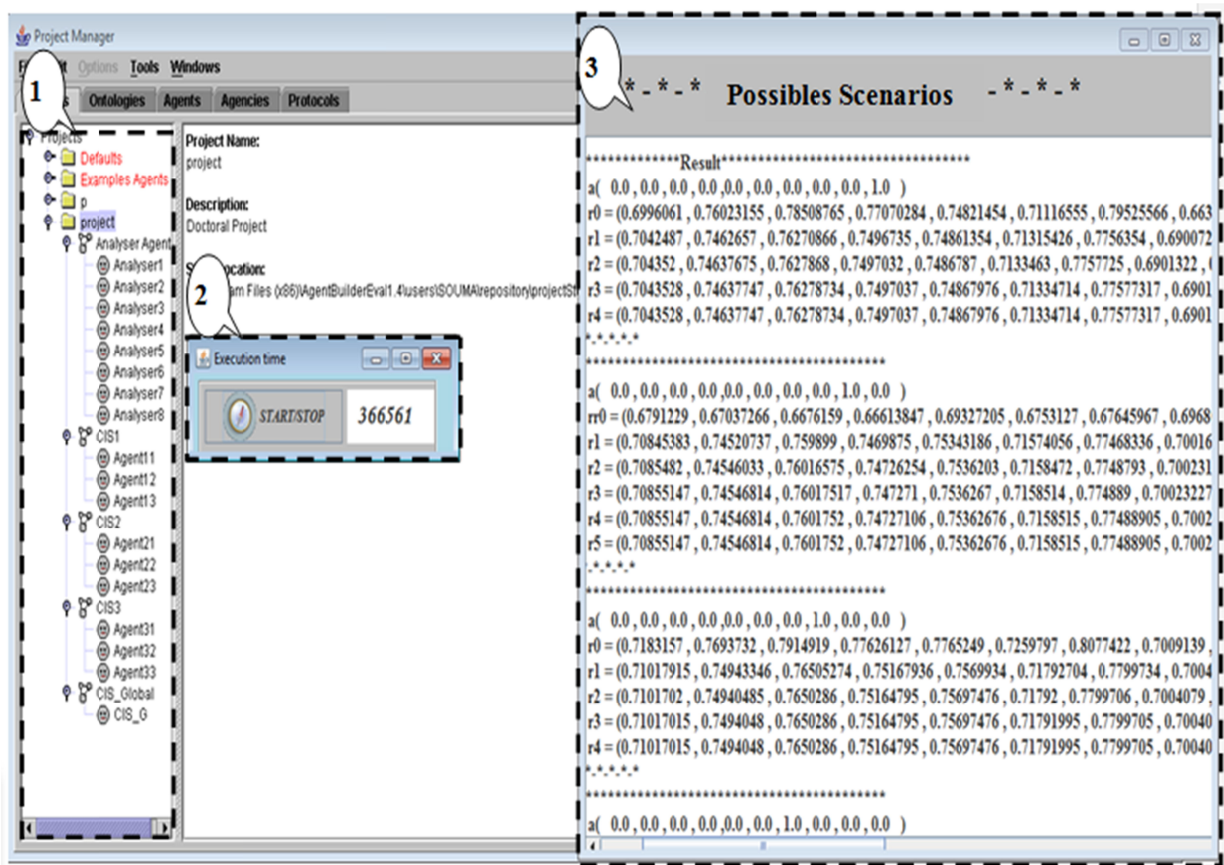 Project Manager
Options Tools Windows
1
Ontologies Agents Agencies Protocols
Projects
Defaults
Examples Agents
p
project
Analyser Agent
Analyser1
Analyser2
Analyser3
Analyser4
Analyser5
Analyser6
Analyser7
Analyser8
CIS1
Agent11
Agent12
Agent13
CIS2
Agent21
Agent22
Agent23
CIS3
Agent31
Agent32
Agent33
CIS_Global
CIS_G
Project Name:
project
Description:
Doctoral Project
2
Files (x86)\AgentBuilderEval1.4\users\SOUMA\repository\projectSt
Execution time
START/STOP 366561
3
*-*-* Possibles Scenarios -*-*-*
*************Result**********************************
a( 0.0 , 0.0 , 0.0 , 0.0 ,0.0 , 0.0 , 0.0 , 0.0 , 0.0 , 1.0 )
r0 = (0.6996061 , 0.76023155 , 0.78508765 , 0.77070284 , 0.74821454 , 0.71116555 , 0.79525566 , 0.663
r1 = (0.7042487 , 0.7462657 , 0.76270866 , 0.7496735 , 0.74861354 , 0.71315426 , 0.7756354 , 0.690072
r2 = (0.704352 , 0.74637675 , 0.7627868 , 0.7497032 , 0.7486787 , 0.7133463 , 0.7757725 , 0.6901322 ,
r3 = (0.7043528 , 0.74637747 , 0.76278734 , 0.7497037 , 0.74867976 , 0.71334714 , 0.77577317 , 0.6901
r4 = (0.7043528 , 0.74637747 , 0.76278734 , 0.7497037 , 0.74867976 , 0.71334714 , 0.77577317 , 0.6901
*.*.*.*.*
*****************************************
a( 0.0 , 0.0 , 0.0 , 0.0 ,0.0 , 0.0 , 0.0 , 0.0 , 1.0 , 0.0 )
rr0 = (0.6791229 , 0.67037266 , 0.6676159 , 0.66613847 , 0.69327205 , 0.6753127 , 0.67645967 , 0.6968
r1 = (0.70845383 , 0.74520737 , 0.759899 , 0.7469875 , 0.75343186 , 0.71574056 , 0.77468336 , 0.70016
r2 = (0.7085482 , 0.74546033 , 0.76016575 , 0.74726254 , 0.7536203 , 0.7158472 , 0.7748793 , 0.700231
r3 = (0.70855147 , 0.74546814 , 0.76017517 , 0.747271 , 0.7536267 , 0.7158514 , 0.774889 , 0.70023227
r4 = (0.70855147 , 0.74546814 , 0.7601752 , 0.74727106 , 0.75362676 , 0.7158515 , 0.77488905 , 0.7002
r5 = (0.70855147 , 0.74546814 , 0.7601752 , 0.74727106 , 0.75362676 , 0.7158515 , 0.77488905 , 0.7002
*.*.*.*.*
*****************************************
a( 0.0 , 0.0 , 0.0 , 0.0 ,0.0 , 0.0 , 0.0 , 1.0 , 0.0 , 0.0 )
r0 = (0.7183157 , 0.7693732 , 0.7914919 , 0.77626127 , 0.7765249 , 0.7259797 , 0.8077422 , 0.7009139 ,
r1 = (0.71017915 , 0.74943346 , 0.76505274 , 0.75167936 , 0.7569934 , 0.71792704 , 0.7799734 , 0.7004
r2 = (0.7101702 , 0.74940485 , 0.7650286 , 0.75164795 , 0.75697476 , 0.71792 , 0.7799706 , 0.7004079 ,
r3 = (0.71017015 , 0.7494048 , 0.7650286 , 0.75164795 , 0.75697476 , 0.71791995 , 0.7799705 , 0.70040
r4 = (0.71017015 , 0.7494048 , 0.7650286 , 0.75164795 , 0.75697476 , 0.71791995 , 0.7799705 , 0.70040
*.*.*.*.*
*****************************************
a( 0.0 , 0.0 , 0.0 , 0.0 ,0.0 , 0.0 , 1.0 , 0.0 , 0.0 , 0.0 )